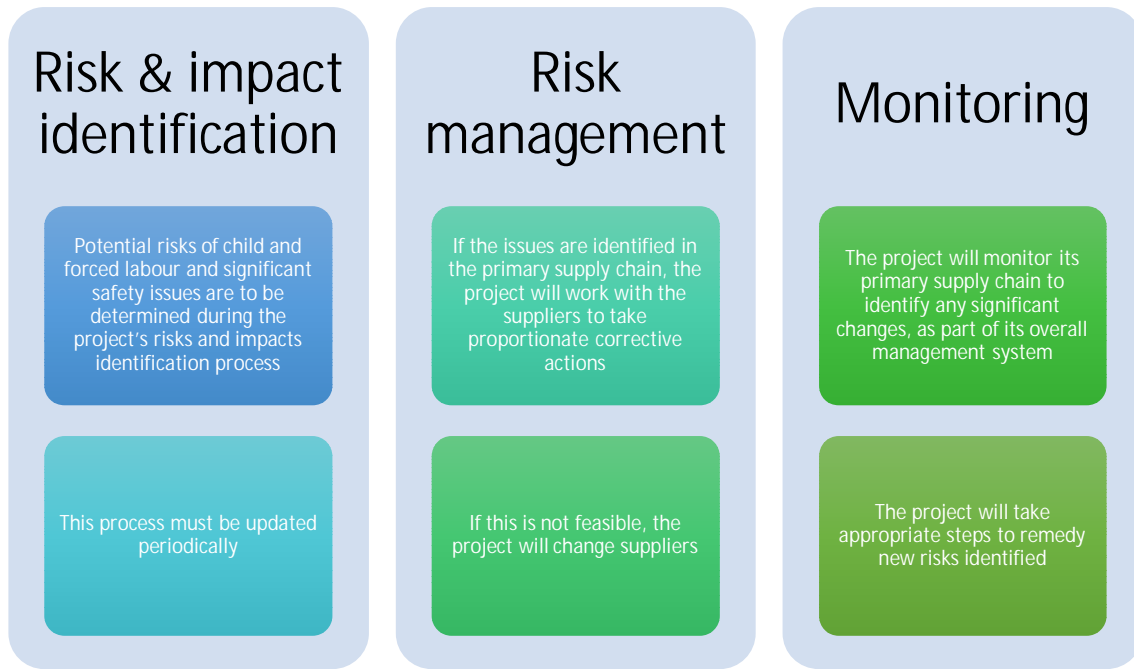 Risk & impact
identification
Potential risks of child and
forced labour and significant
safety issues are to be
determined during the
project's risks and impacts
identification process
This process must be updated
periodically
Risk
management
If the issues are identified in
the primary supply chain, the
project will work with the
suppliers to take
proportionate corrective
actions
If this is not feasible, the
project will change suppliers
Monitoring
The project will monitor its
primary supply chain to
identify any significant
changes, as part of its overall
management system
The project will take
appropriate steps to remedy
new risks identified